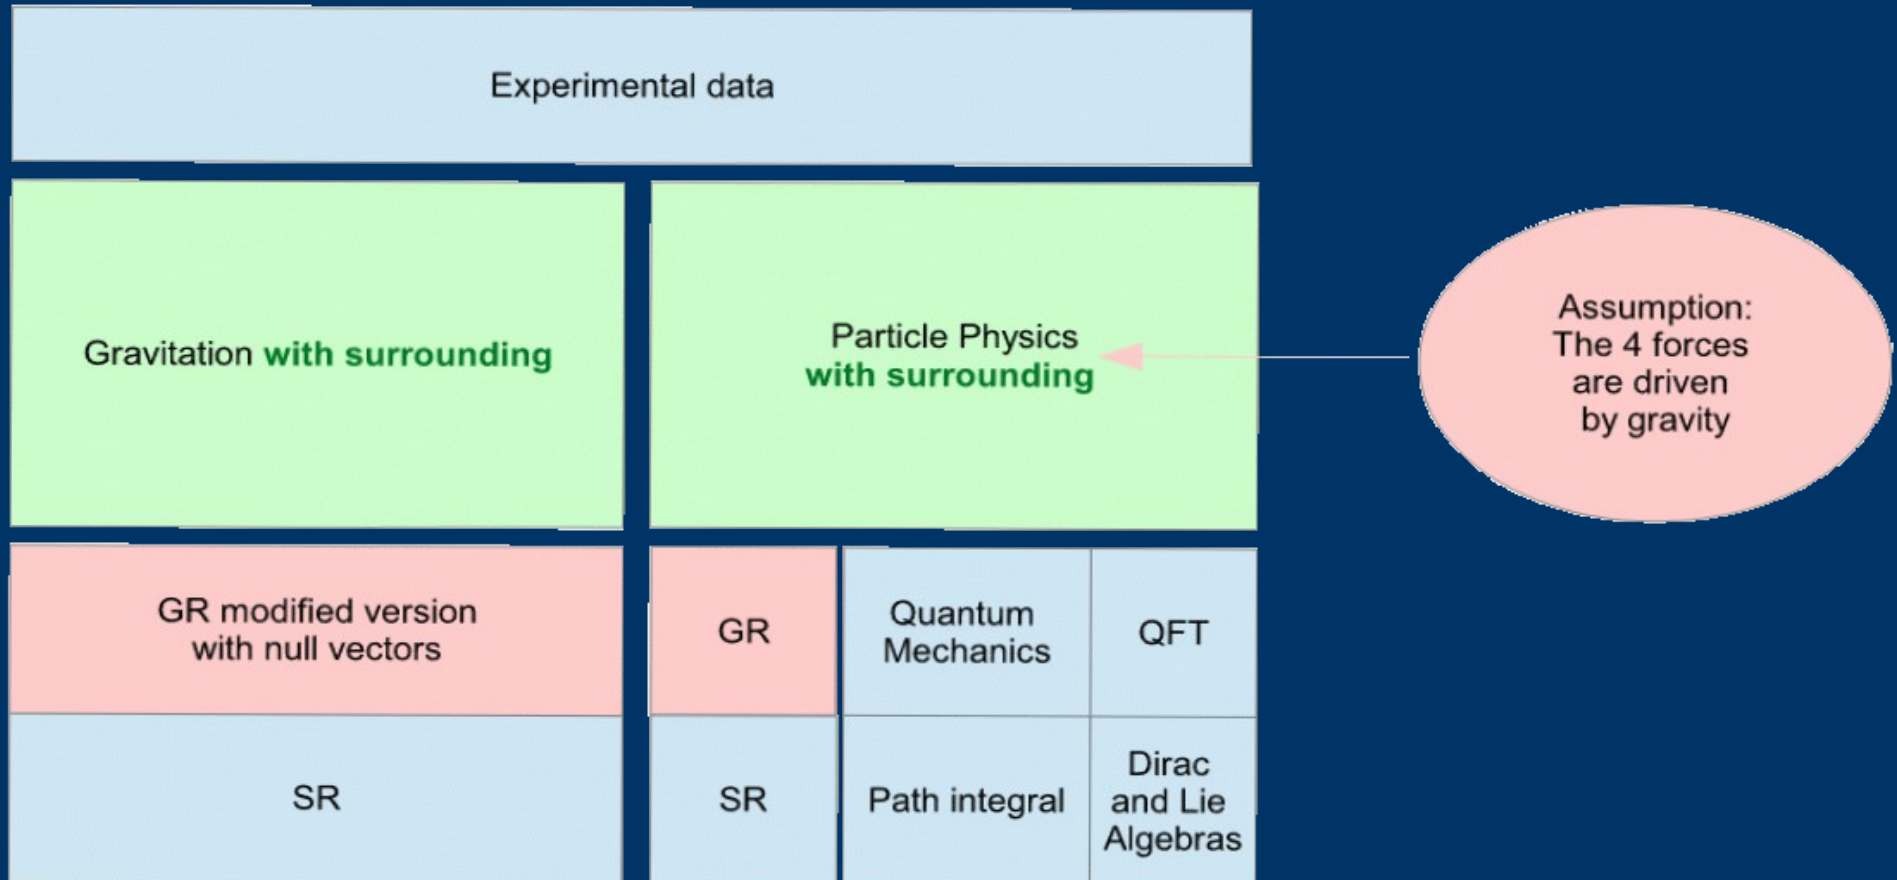 Experimental data
Gravitation with surrounding
Particle Physics
with surrounding
Assumption:
The 4 forces
are driven
by gravity
GR modified version
with null vectors
GR
Quantum
Mechanics
QFT
SR
SR
Path integral
Dirac
and Lie
Algebras